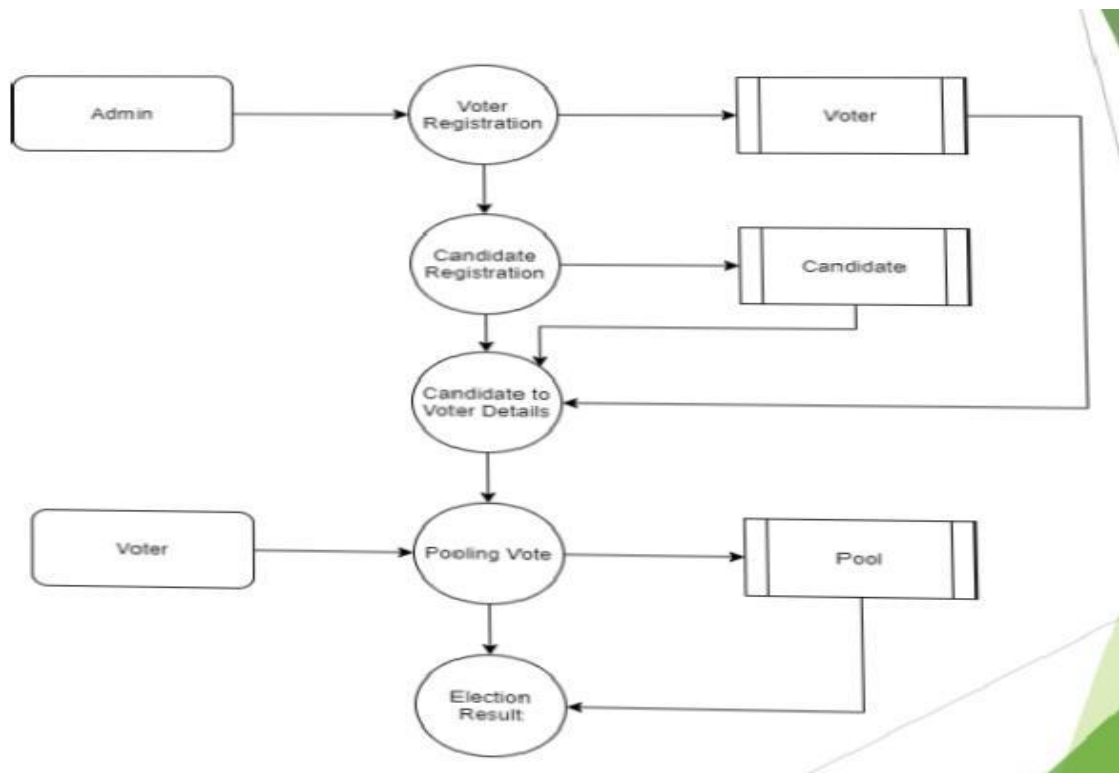 Admin
Voter
Registration
Voter
Candidate
Registration
Candidate
Candidate to
Voter Details
Voter
Pooling Vote
Pool
Election
Result